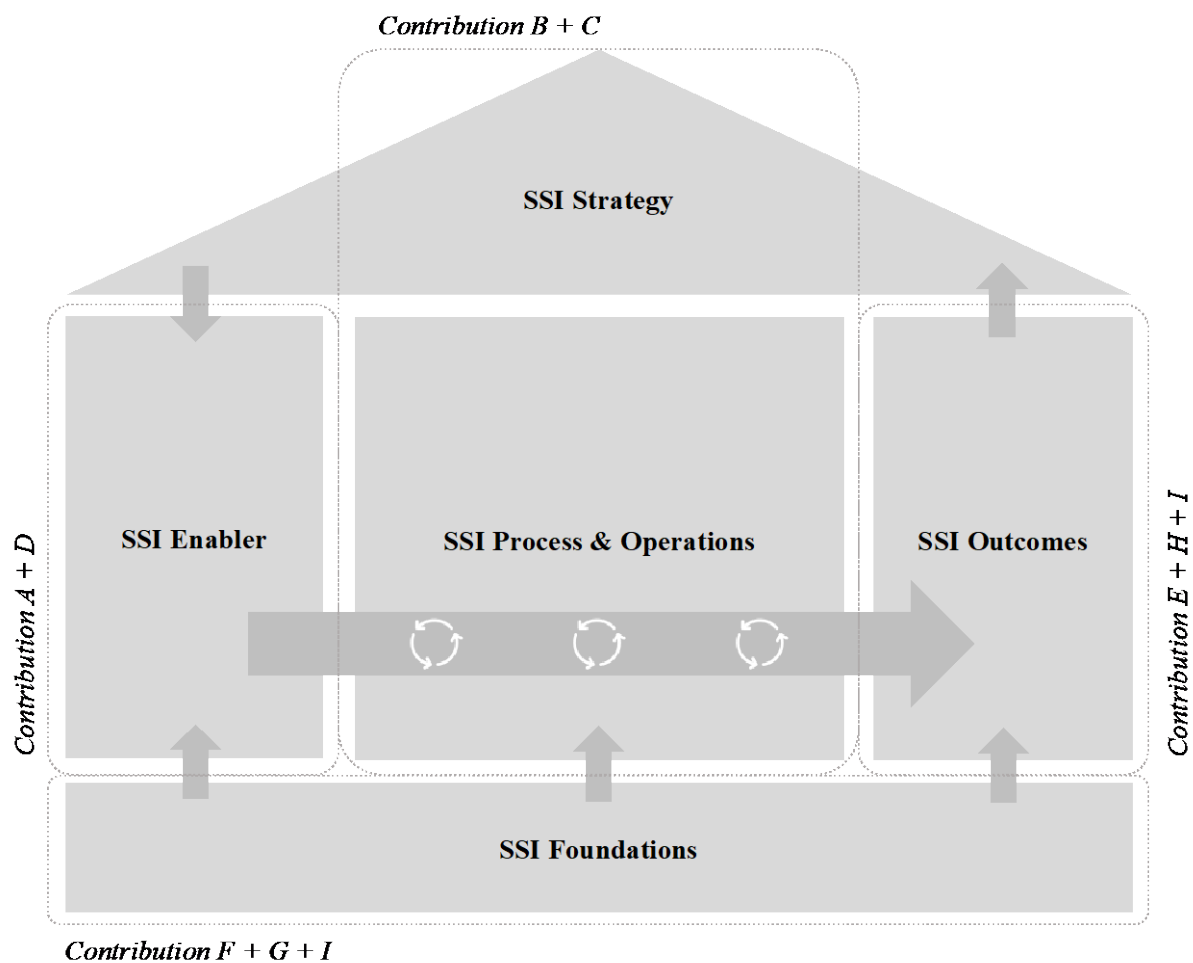 Contribution B + C
SSI Strategy
Contribution A + D
SSI Enabler
SSI Process & Operations
SSI Outcomes
Contribution E + H + I
SSI Foundations
Contribution F + G + I